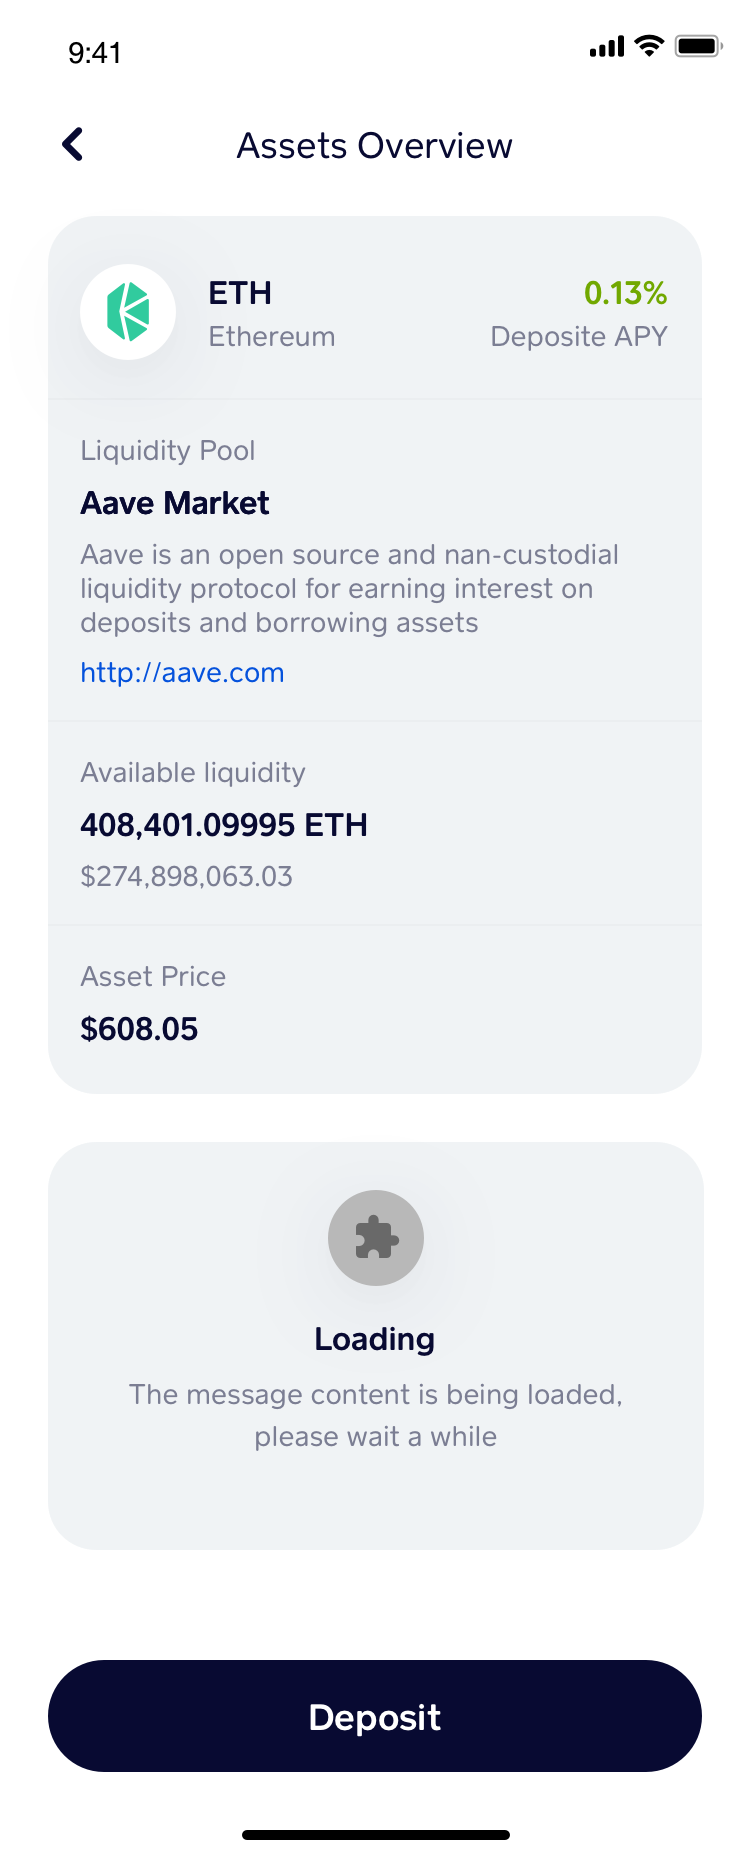 9:41
Assets Overview
ETH
0.13%
Ethereum
Deposite APY
Liquidity Pool
Aave Market
Aave is an open source and nan-custodial
liquidity protocol for earning interest on
deposits and borrowing assets
http://aave.com
Available liquidity
408,401.09995 ETH
$274,898,063.03
Asset Price
$608.05
Loading
The message content is being loaded,
please wait a while
Deposit